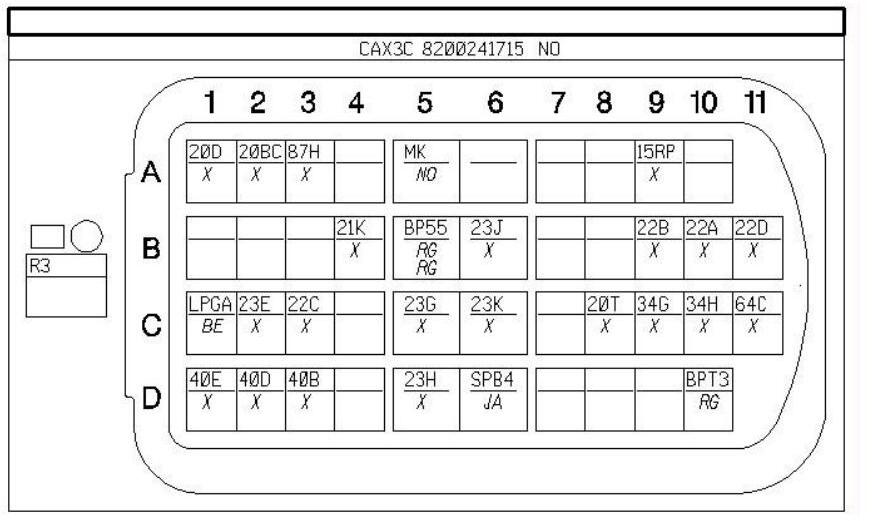 CAX3C 8200241715 NO
1 2 3 4 5 6 7 8 9 10 11
A
20D 20BC 87H MK 15RP
X X X NO X
B
21K BP55 23J 22B 22A 22D
X RG X X X X
RG
R3
C
LPGA 23E 22C 23G 23K 20T 34G 34H 64C
BE X X X X X X X X
D
40E 40D 40B 23H SPB4 BPT3
X X X X JA RG